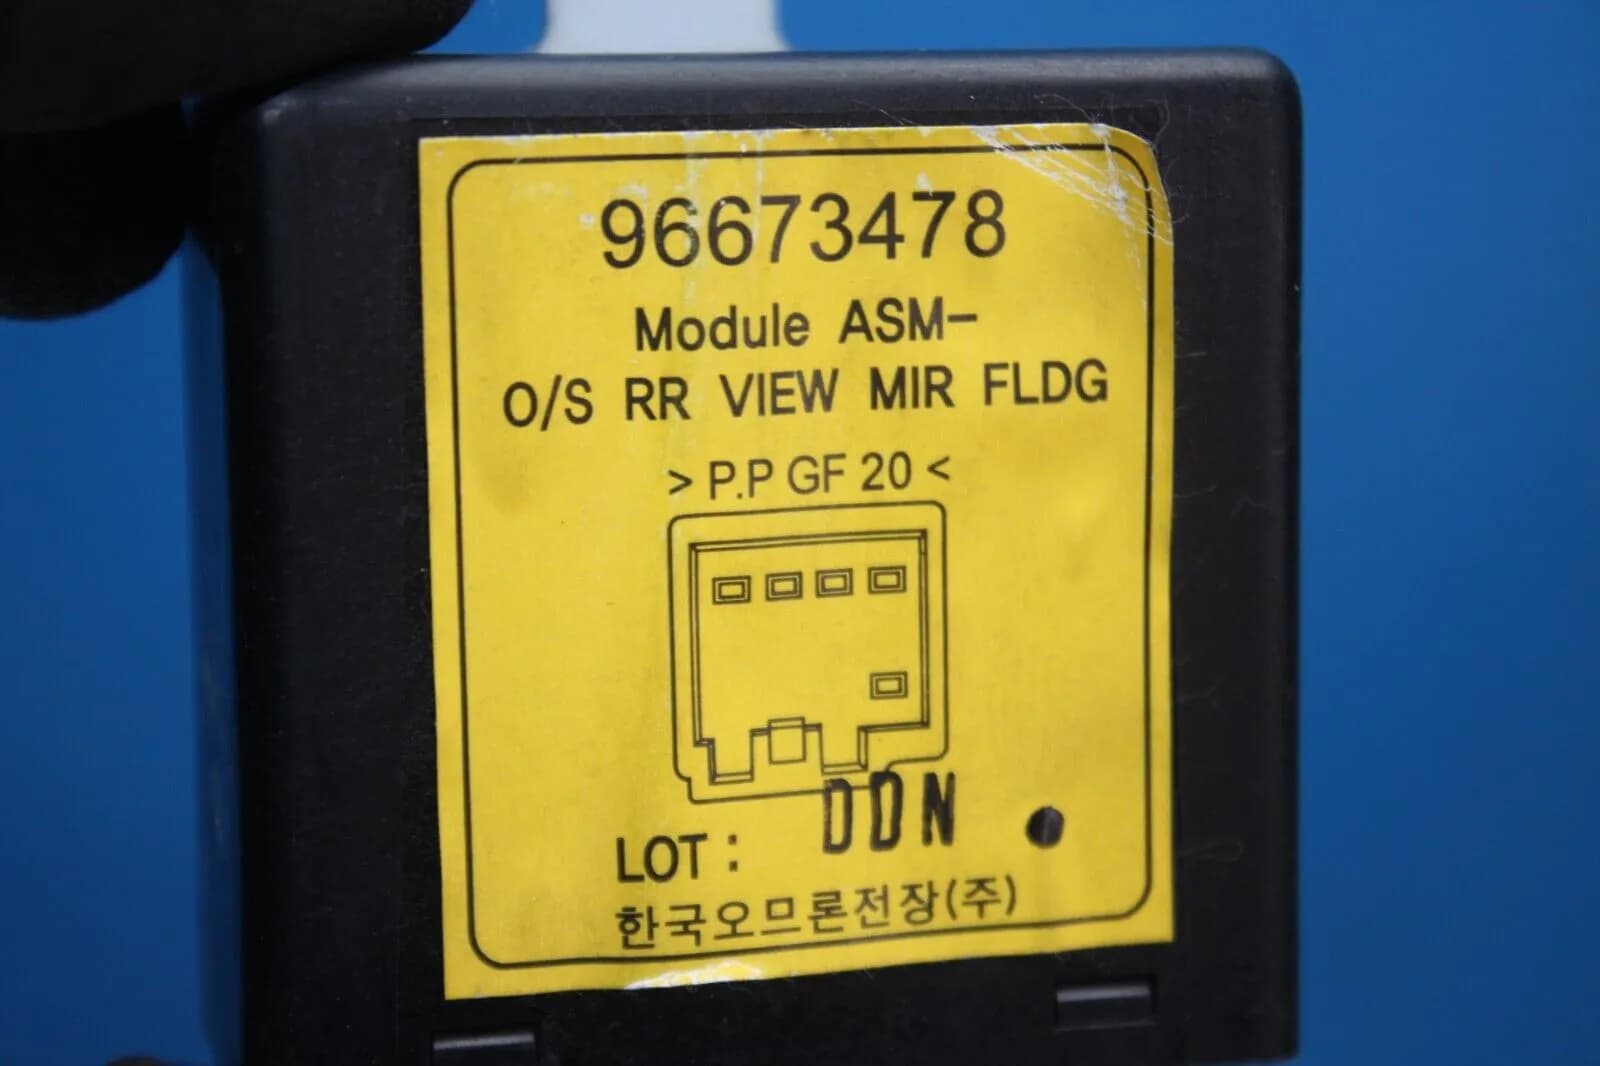 96673478
Module ASM-
O/S RR VIEW MIR FLDG
> P.P GF 20 <
LOT : DDN
한국오므론전장(주)